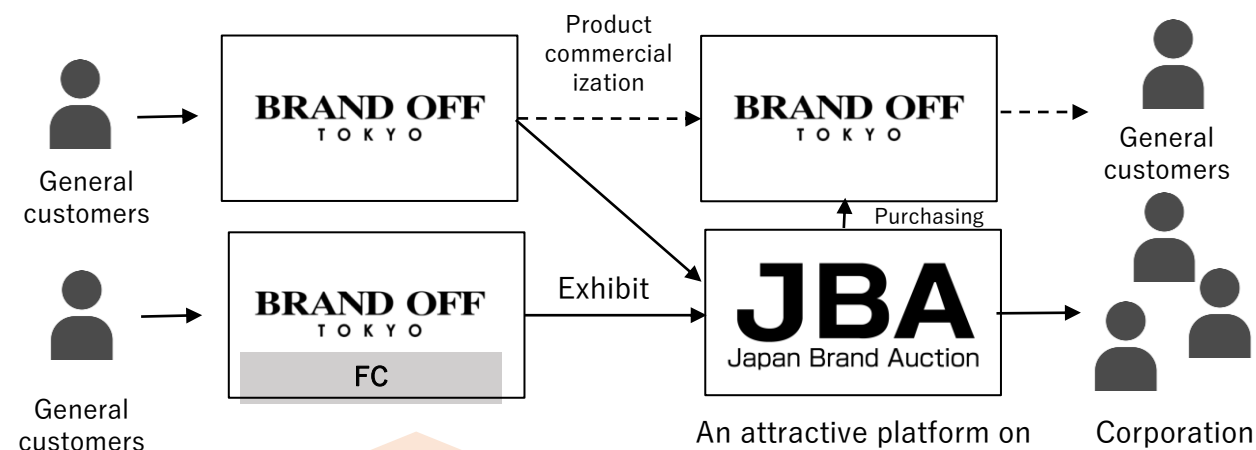 Product
commercial
ization
BRAND OFF
TOKYO
BRAND OFF
TOKYO
General
customers
General
customers
Purchasing
BRAND OFF
TOKYO
FC
Exhibit
JBA
Japan Brand Auction
General
customers
An attractive platform on
Corporation